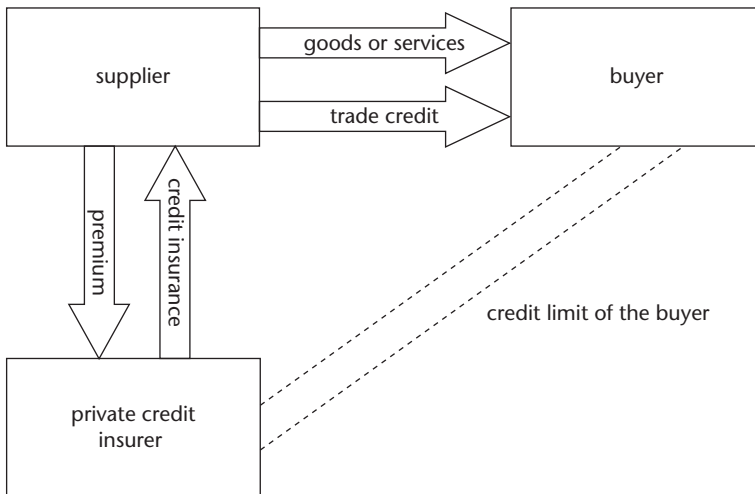 goods or services
supplier
buyer
trade credit
premium
credit insurance
credit limit of the buyer
private credit
insurer